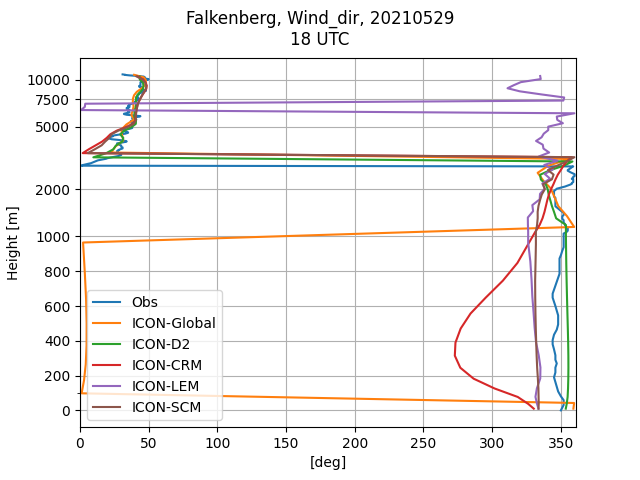 Falkenberg, Wind_dir, 20210529
18 UTC
10000
7500
5000
2000
1000
800
600
400
200
0
Height [m]
Obs
ICON-Global
ICON-D2
ICON-CRM
ICON-LEM
ICON-SCM
0 50 100 150 200 250 300 350
[deg]